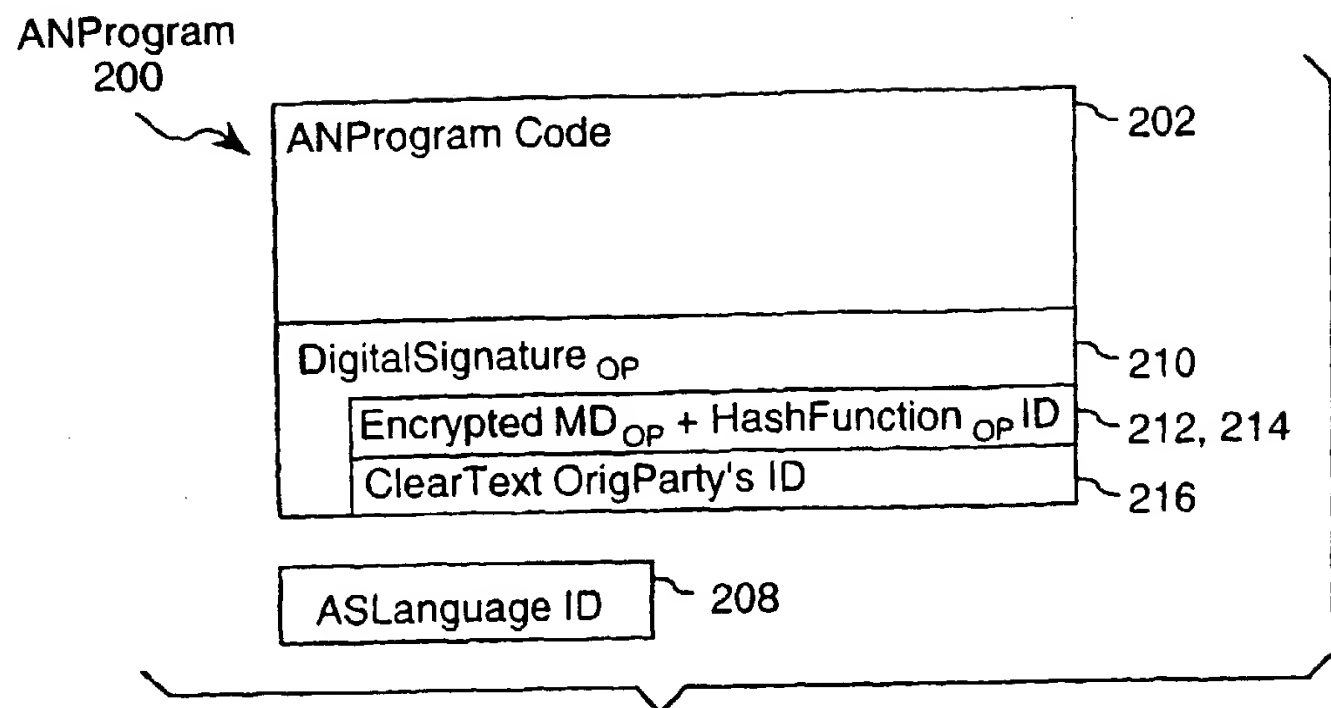 ANProgram
200
ANProgram Code
202
DigitalSignature OP
210
Encrypted MD OP + HashFunction OP ID
212, 214
ClearText OrigParty's ID
216
ASLanguage ID
208